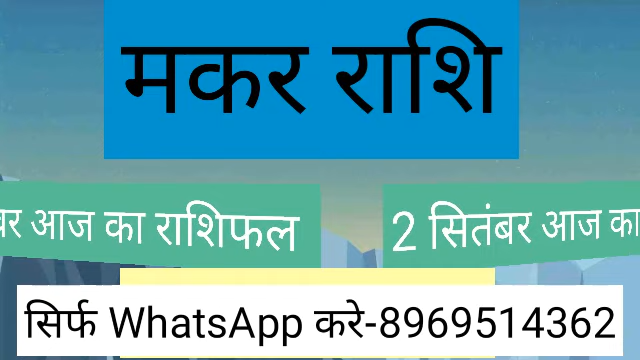 मकर राशि
आज का राशिफल
2 सितंबर आज का
सिर्फ WhatsApp करे-8969514362